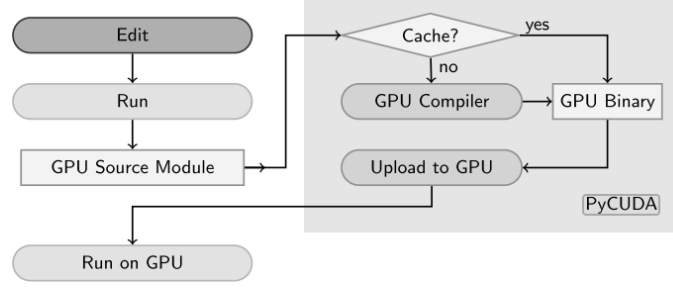 Edit
Run
GPU Source Module
Cache?
yes
no
GPU Compiler
GPU Binary
Upload to GPU
PyCUDA
Run on GPU